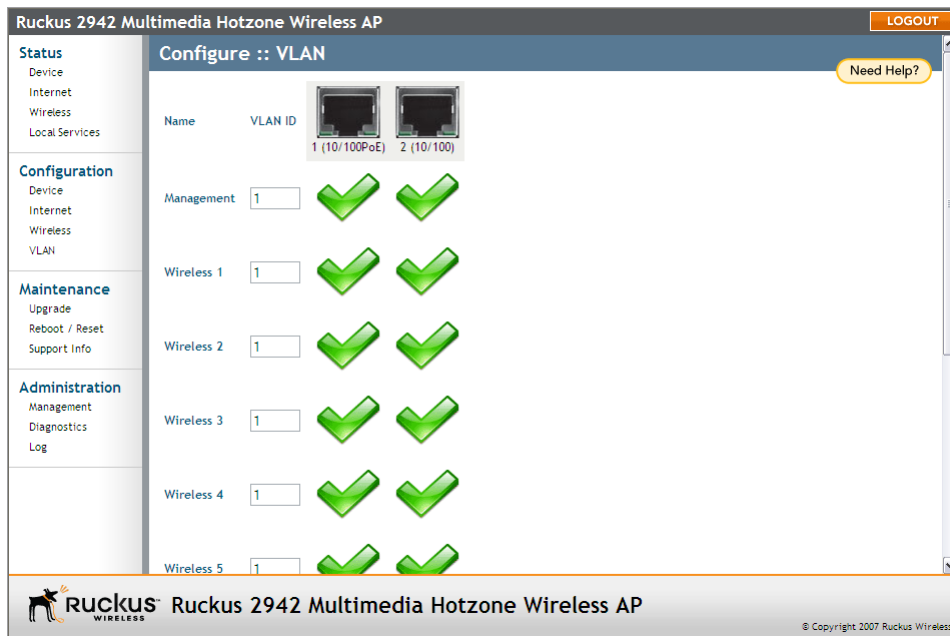 Ruckus 2942 Multimedia Hotzone Wireless AP
LOGOUT
Status
Device
Internet
Wireless
Local Services
Configuration
Device
Internet
Wireless
VLAN
Maintenance
Upgrade
Reboot / Reset
Support Info
Administration
Management
Diagnostics
Log
Configure :: VLAN
Need Help?
Name VLAN ID
1 (10/100PoE) 2 (10/100)
Management 1
Wireless 1 1
Wireless 2 1
Wireless 3 1
Wireless 4 1
Wireless 5 1
RUCKUS WIRELESS
Ruckus 2942 Multimedia Hotzone Wireless AP
© Copyright 2007 Ruckus Wireless